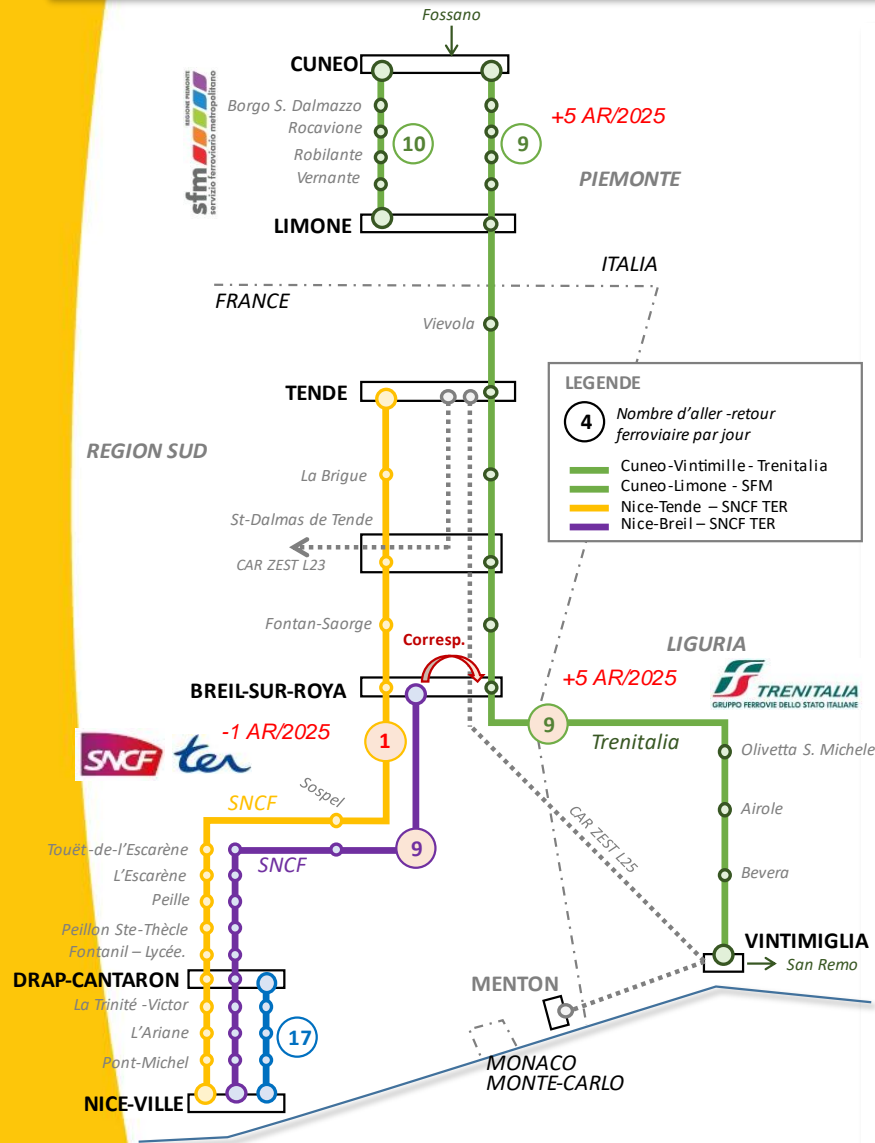 Fossano
CUNEO
Borgo S. Dalmazzo
+5 AR/2025
Rocavione
10
9
Robilante
Vernante
PIEMONTE
REGIONE PIEMONTE
sfm
servizio ferroviario metropolitano
LIMONE
ITALIA
FRANCE
Vievola
TENDE
LEGENDE
4
Nombre d'aller -retour
ferroviaire par jour
Cuneo-Vintimille - Trenitalia
Cuneo-Limone - SFM
Nice-Tende – SNCF TER
Nice-Breil – SNCF TER
REGION SUD
La Brigue
St-Dalmas de Tende
CAR ZEST L23
Fontan-Saorge
Corresp.
LIGURIA
BREIL-SUR-ROYA
+5 AR/2025
TRENITALIA
GRUPPO FERROVIE DELLO STATO ITALIANE
-1 AR/2025
1
9
Trenitalia
SNCF
ter
Olivetta S. Michele
Sospel
SNCF
Airole
CAR ZEST L25
Touët-de-l'Escarène
9
SNCF
L'Escarène
Bevera
Peille
Peillon Ste-Thècle
Fontanil – Lycée.
VINTIMIGLIA
San Remo
DRAP-CANTARON
MENTON
La Trinité -Victor
L'Ariane
17
Pont-Michel
MONACO
MONTE-CARLO
NICE-VILLE